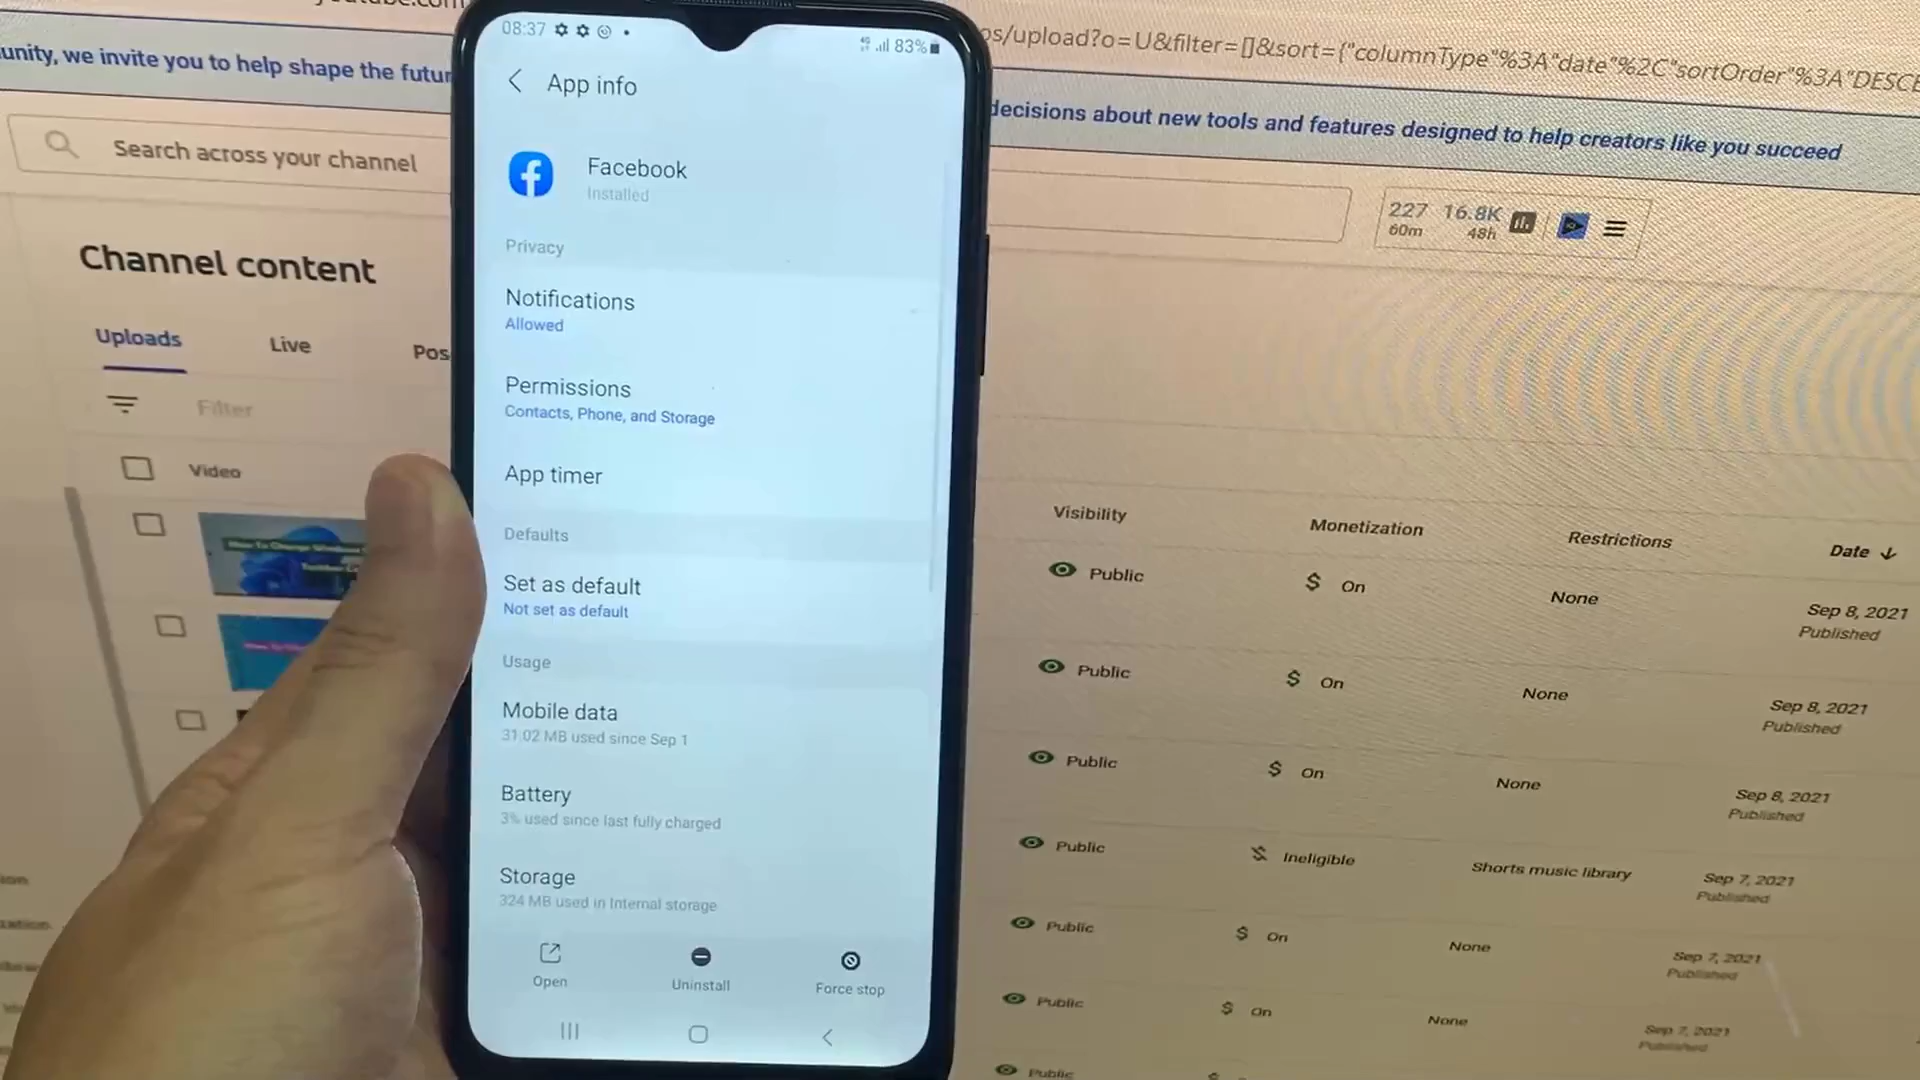 08:37
83%
App info
Facebook
Installed
Privacy
Notifications
Allowed
Permissions
Contacts, Phone, and Storage
App timer
Defaults
Set as default
Not set as default
Usage
Mobile data
31.02 MB used since Sep 1
Battery
3% used since last fully charged
Storage
324 MB used in Internal storage
Open
Uninstall
Force stop
os/upload?o=U&filter=[]&sort={"columnType"%3A"date"%2C"sortOrder"%3A"DESCE
unity, we invite you to help shape the futur
decisions about new tools and features designed to help creators like you succeed
Search across your channel
227 16.8K
60m 48h
Channel content
Uploads Live Pos
Filter
Video
Visibility Monetization Restrictions Date
Public On None Sep 8, 2021
Published
Public On None Sep 8, 2021
Published
Public On None Sep 8, 2021
Published
Public Ineligible Shorts music library Sep 7, 2021
Published
Public On None Sep 7, 2021
Published
Public On None Sep 7, 2021
Published
Public